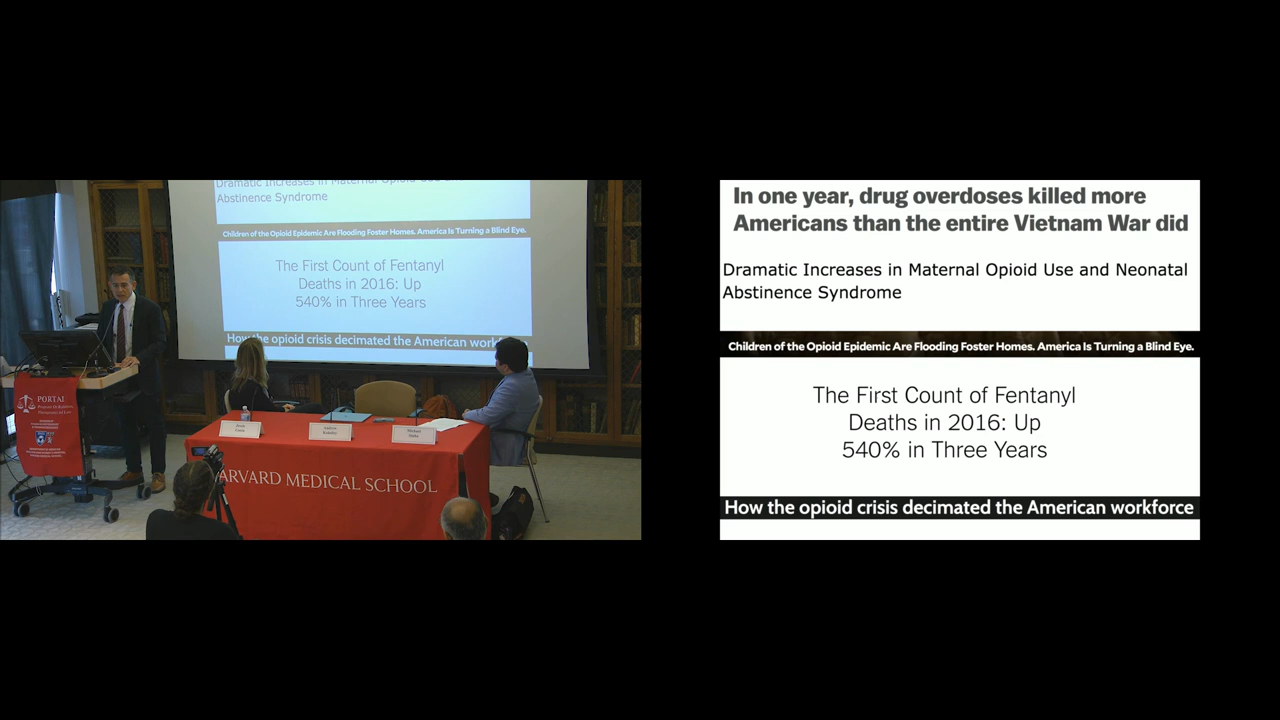 Dramatic Increases in Maternal Opioid Use
Abstinence Syndrome
Children of the Opioid Epidemic Are Flooding Foster Homes. America Is Turning a Blind Eye.
The First Count of Fentanyl
Deaths in 2016: Up
540% in Three Years
How the opioid crisis decimated the American
PORTAL
ARVARD MEDICAL SCHOOL
In one year, drug overdoses killed more
Americans than the entire Vietnam War did
Dramatic Increases in Maternal Opioid Use and Neonatal
Abstinence Syndrome
Children of the Opioid Epidemic Are Flooding Foster Homes. America Is Turning a Blind Eye.
The First Count of Fentanyl
Deaths in 2016: Up
540% in Three Years
How the opioid crisis decimated the American workforce